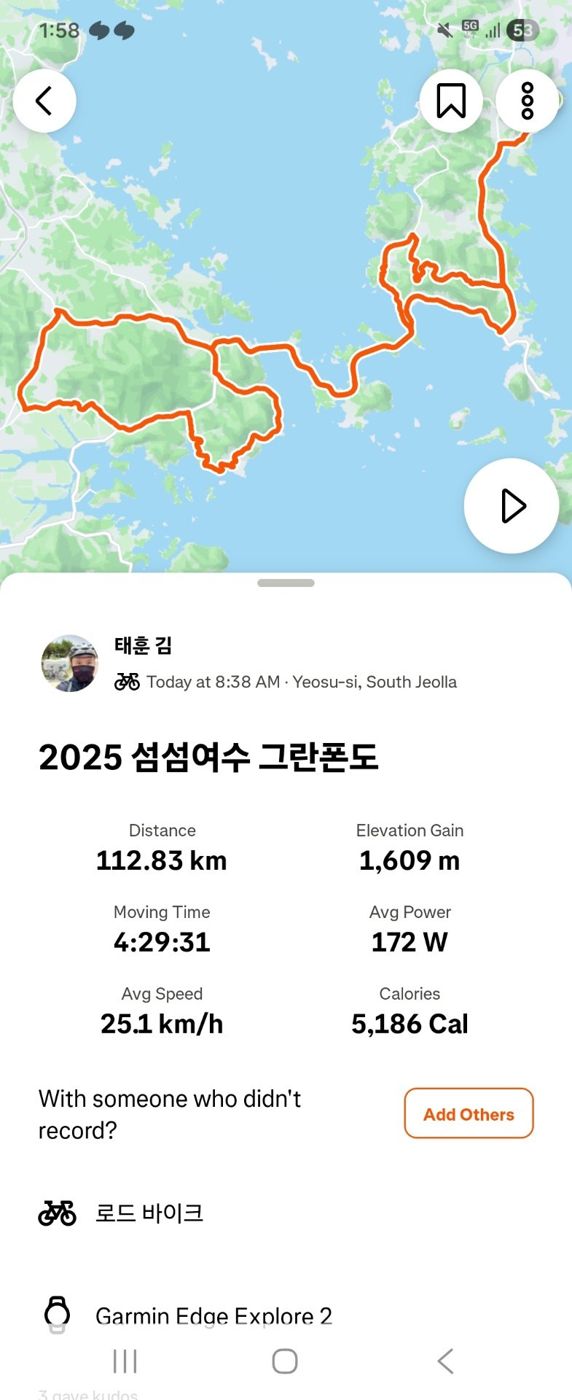 1:58
5G
53
태훈 김
Today at 8:38 AM · Yeosu-si, South Jeolla
2025 섬섬여수 그란폰도
Distance
Elevation Gain
112.83 km
1,609 m
Moving Time
Avg Power
4:29:31
172 W
Avg Speed
Calories
25.1 km/h
5,186 Cal
With someone who didn't
record?
Add Others
로드 바이크
Garmin Edge Explore 2
3 gave kudos